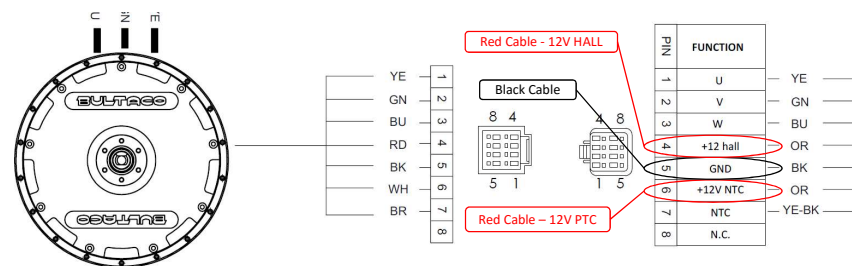 U
N
E
BULTACO
BULTACO
YE 1
GN 2
BU 3
RD 4
BK 5
WH 6
BR 7
8
Red Cable - 12V HALL
Black Cable
Red Cable – 12V PTC
8 4
5 1
4 8
1 5
PIN FUNCTION
1 U YE
2 V GN
3 W BU
4 +12 hall OR
5 GND BK
6 +12V NTC OR
7 NTC YE-BK
8 N.C.